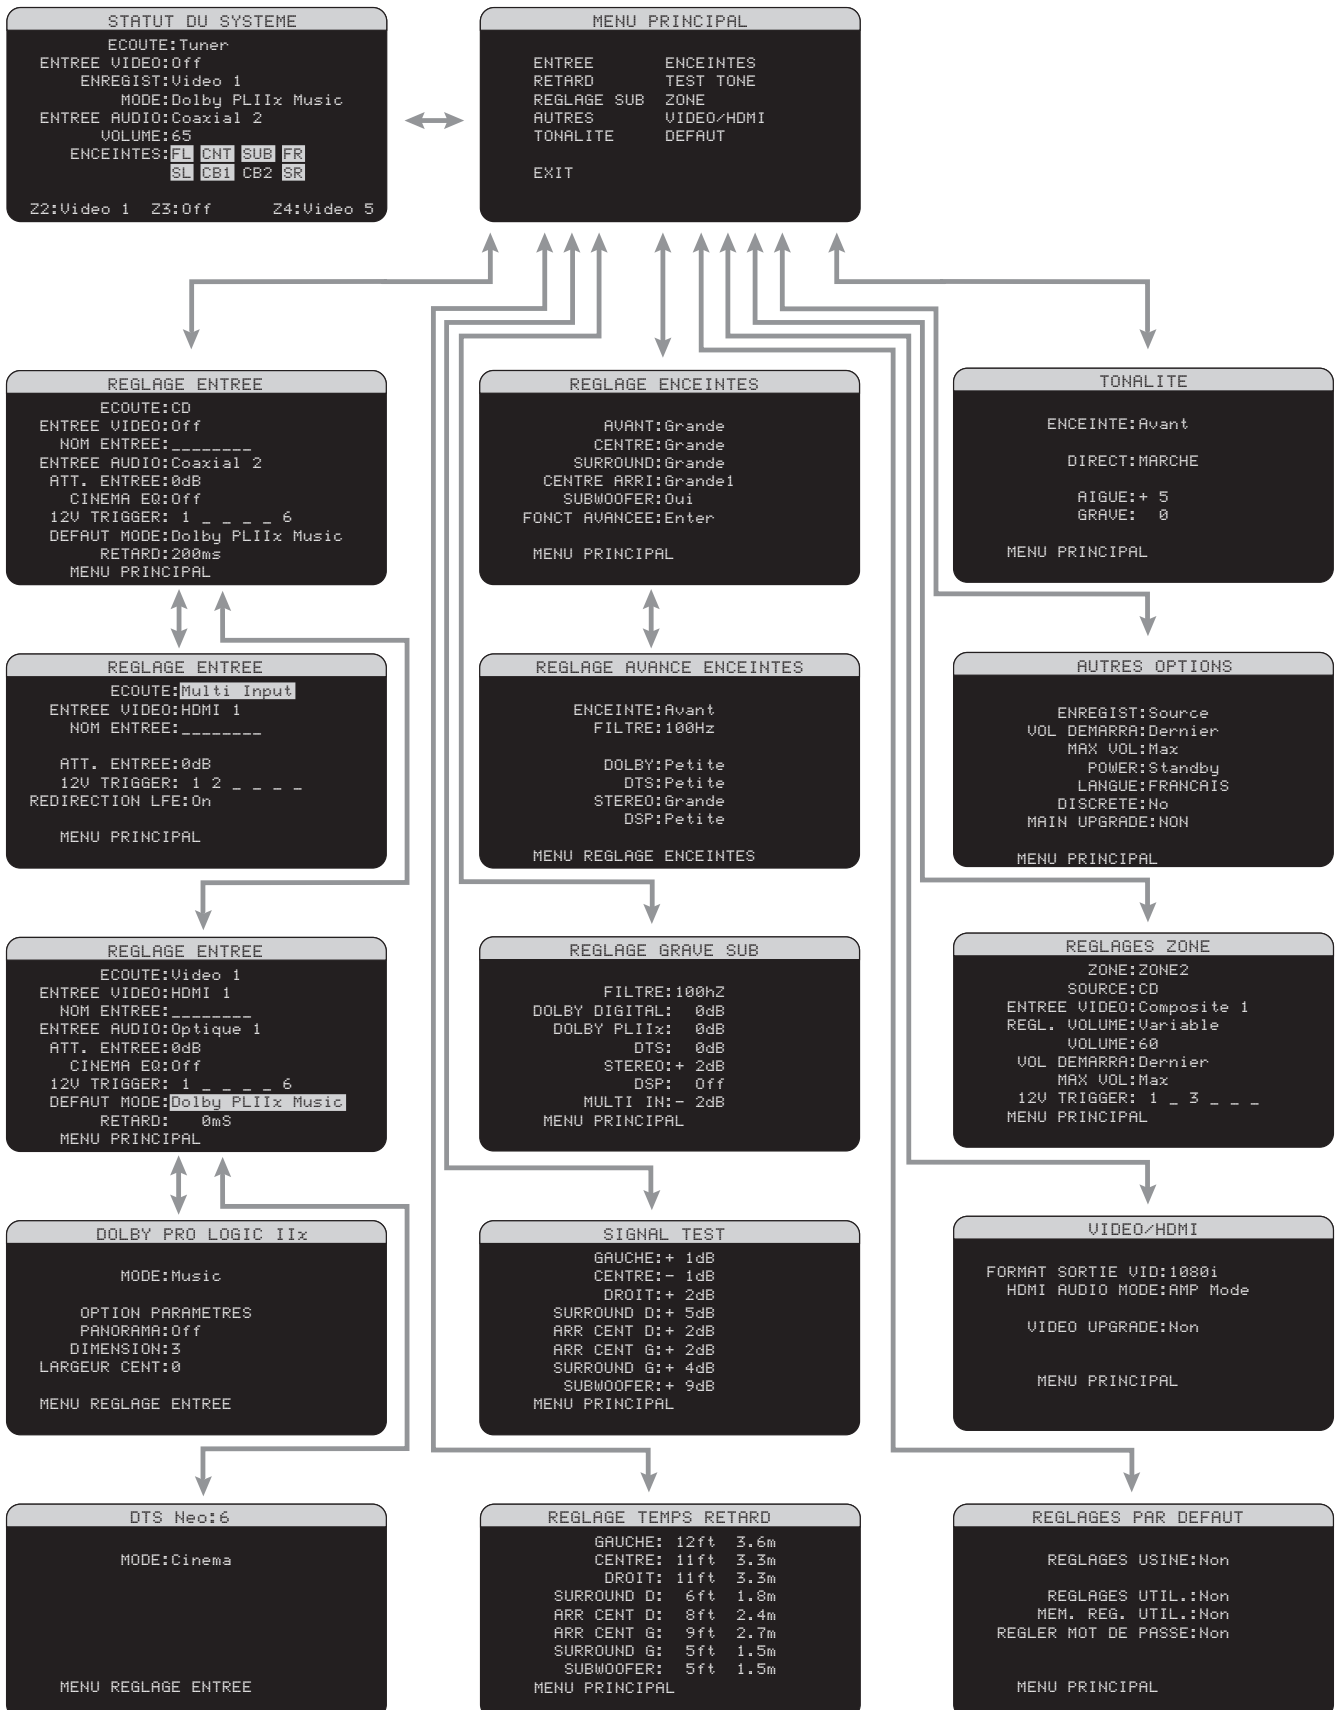 STATUT DU SYSTEME
ECOUTE:Tuner
ENTREE VIDEO:Off
ENREGIST:Video 1
MODE:Dolby PLIIx Music
ENTREE AUDIO:Coaxial 2
VOLUME:65
ENCEINTES:FL CNT SUB FR
SL CB1 CB2 SR
Z2:Video 1 Z3:Off Z4:Video 5
MENU PRINCIPAL
ENTREE ENCEINTES
RETARD TEST TONE
REGLAGE SUB ZONE
AUTRES VIDEO/HDMI
TONALITE DEFAUT
EXIT
REGLAGE ENTREE
ECOUTE:CD
ENTREE VIDEO:Off
NOM ENTREE:________
ENTREE AUDIO:Coaxial 2
ATT. ENTREE:0dB
CINEMA EQ:Off
12V TRIGGER: 1 _ _ _ _ 6
DEFAUT MODE:Dolby PLIIx Music
RETARD:200ms
MENU PRINCIPAL
REGLAGE ENCEINTES
AVANT:Grande
CENTRE:Grande
SURROUND:Grande
CENTRE ARRI:Grande1
SUBWOOFER:Oui
FONCT AVANCEE:Enter
MENU PRINCIPAL
TONALITE
ENCEINTE:Avant
DIRECT:MARCHE
AIGUE:+ 5
GRAVE: 0
MENU PRINCIPAL
REGLAGE ENTREE
ECOUTE:Multi Input
ENTREE VIDEO:HDMI 1
NOM ENTREE:________
ATT. ENTREE:0dB
12V TRIGGER: 1 2 _ _ _ _
REDIRECTION LFE:On
MENU PRINCIPAL
REGLAGE AVANCE ENCEINTES
ENCEINTE:Avant
FILTRE:100Hz
DOLBY:Petite
DTS:Petite
STEREO:Grande
DSP:Petite
MENU REGLAGE ENCEINTES
AUTRES OPTIONS
ENREGIST:Source
VOL DEMARRA:Dernier
MAX VOL:Max
POWER:Standby
LANGUE:FRANCAIS
DISCRETE:No
MAIN UPGRADE:NON
MENU PRINCIPAL
REGLAGE ENTREE
ECOUTE:Video 1
ENTREE VIDEO:HDMI 1
NOM ENTREE:________
ENTREE AUDIO:Optique 1
ATT. ENTREE:0dB
CINEMA EQ:Off
12V TRIGGER: 1 _ _ _ _ 6
DEFAUT MODE:Dolby PLIIx Music
RETARD: 0mS
MENU PRINCIPAL
REGLAGE GRAVE SUB
FILTRE:100hZ
DOLBY DIGITAL: 0dB
DOLBY PLIIx: 0dB
DTS: 0dB
STEREO:+ 2dB
DSP: Off
MULTI IN:- 2dB
MENU PRINCIPAL
REGLAGES ZONE
ZONE:ZONE2
SOURCE:CD
ENTREE VIDEO:Composite 1
REGL. VOLUME:Variable
VOLUME:60
VOL DEMARRA:Dernier
MAX VOL:Max
12V TRIGGER: 1 _ 3 _ _ _
MENU PRINCIPAL
DOLBY PRO LOGIC IIx
MODE:Music
OPTION PARAMETRES
PANORAMA:Off
DIMENSION:3
LARGEUR CENT:0
MENU REGLAGE ENTREE
SIGNAL TEST
GAUCHE:+ 1dB
CENTRE:- 1dB
DROIT:+ 2dB
SURROUND D:+ 5dB
ARR CENT D:+ 2dB
ARR CENT G:+ 2dB
SURROUND G:+ 4dB
SUBWOOFER:+ 9dB
MENU PRINCIPAL
VIDEO/HDMI
FORMAT SORTIE VID:1080i
HDMI AUDIO MODE:AMP Mode
VIDEO UPGRADE:Non
MENU PRINCIPAL
DTS Neo:6
MODE:Cinema
MENU REGLAGE ENTREE
REGLAGE TEMPS RETARD
GAUCHE: 12ft 3.6m
CENTRE: 11ft 3.3m
DROIT: 11ft 3.3m
SURROUND D: 6ft 1.8m
ARR CENT D: 8ft 2.4m
ARR CENT G: 9ft 2.7m
SURROUND G: 5ft 1.5m
SUBWOOFER: 5ft 1.5m
MENU PRINCIPAL
REGLAGES PAR DEFAUT
REGLAGES USINE:Non
REGLAGES UTIL.:Non
MEM. REG. UTIL.:Non
REGLER MOT DE PASSE:Non
MENU PRINCIPAL